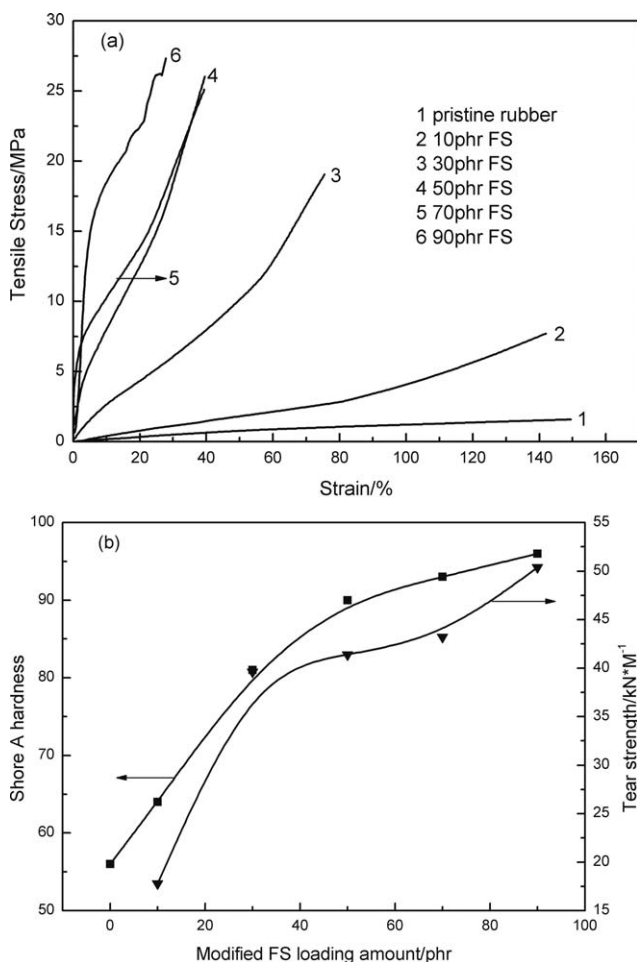 (a)
30
25
20
15
10
5
0
Tensile Stress/MPa
0 20 40 60 80 100 120 140 160
Strain/%
6
4
5
3
2
1
1 pristine rubber
2 10phr FS
3 30phr FS
4 50phr FS
5 70phr FS
6 90phr FS
(b)
100
90
80
70
60
50
Shore A hardness
55
50
45
40
35
30
25
20
15
Tear strength/kN*M⁻¹
0 20 40 60 80 100
Modified FS loading amount/phr